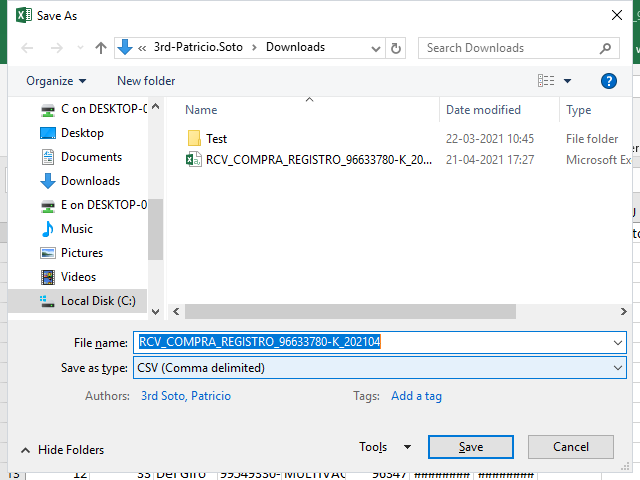 Save As
« 3rd-Patricio.Soto > Downloads
Search Downloads
Organize
New folder
?
Name
Date modified
Type
C on DESKTOP-0
Desktop
Documents
Downloads
E on DESKTOP-0
Music
Pictures
Videos
Local Disk (C:)
Test 22-03-2021 10:45 File folder
RCV_COMPRA_REGISTRO_96633780-K_20... 21-04-2021 17:27 Microsoft Ex
File name: RCV_COMPRA_REGISTRO_96633780-K_202104
Save as type: CSV (Comma delimited)
Authors: 3rd Soto, Patricio Tags: Add a tag
Hide Folders
Tools
Save
Cancel
13 12 33 Del Giro 99549330- MULTIVAC 96347 ######## ########